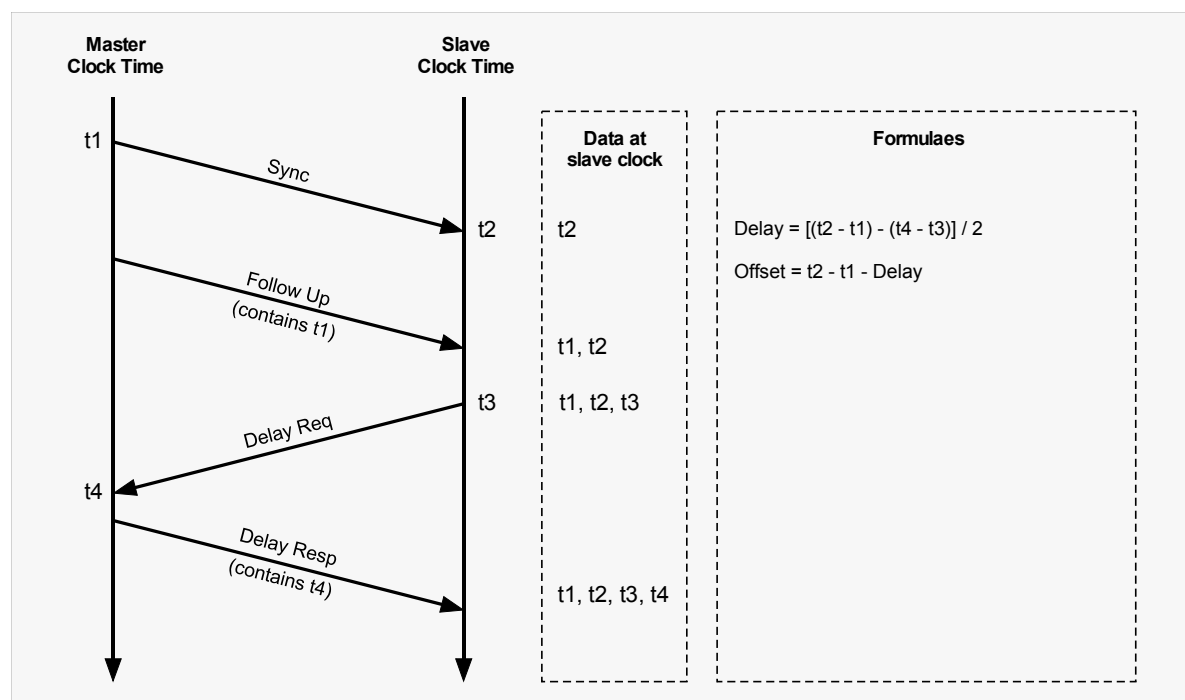 Master
Clock Time
Slave
Clock Time
Data at
slave clock
Formulaes
t1
Sync
t2
t2
Delay = [(t2 - t1) - (t4 - t3)] / 2
Offset = t2 - t1 - Delay
Follow Up
(contains t1)
t1, t2
t3
t1, t2, t3
Delay Req
t4
Delay Resp
(contains t4)
t1, t2, t3, t4